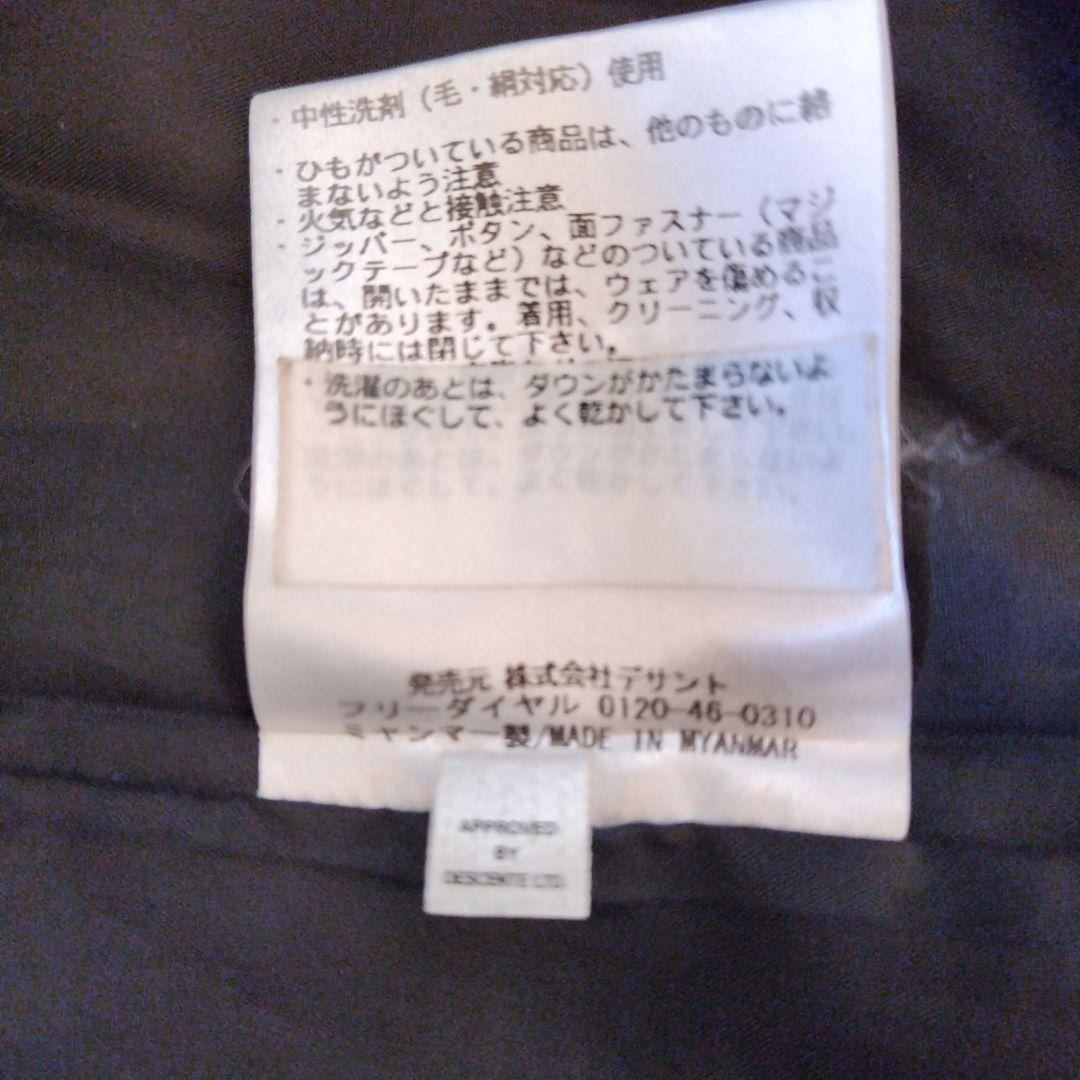 ・中性洗剤（毛・絹対応）使用
・ひもがついている商品は、他のものに絡
まないよう注意
・火気などと接触注意
・ジッパー、ボタン、面ファスナー（マジ
ックテープなど）などのついている商品
は、開いたままでは、ウェアを傷めるこ
とがあります。着用、クリーニング、収
納時には閉じて下さい。
・洗濯のあとは、ダウンがかたまらないよ
うにほぐして、よく乾かして下さい。
発売元 株式会社デサント
フリーダイヤル 0120-46-0310
ミャンマー製/MADE IN MYANMAR
APPROVED
BY
DESCENTE LTD.